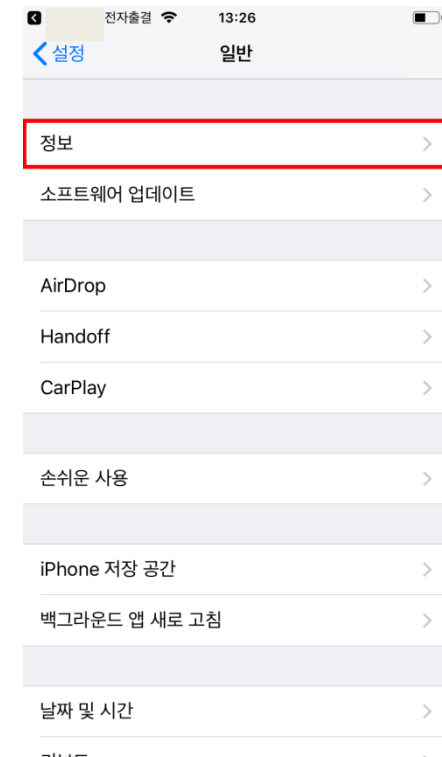 전자출결 13:26
설정 일반
정보
소프트웨어 업데이트
AirDrop
Handoff
CarPlay
손쉬운 사용
iPhone 저장 공간
백그라운드 앱 새로 고침
날짜 및 시간